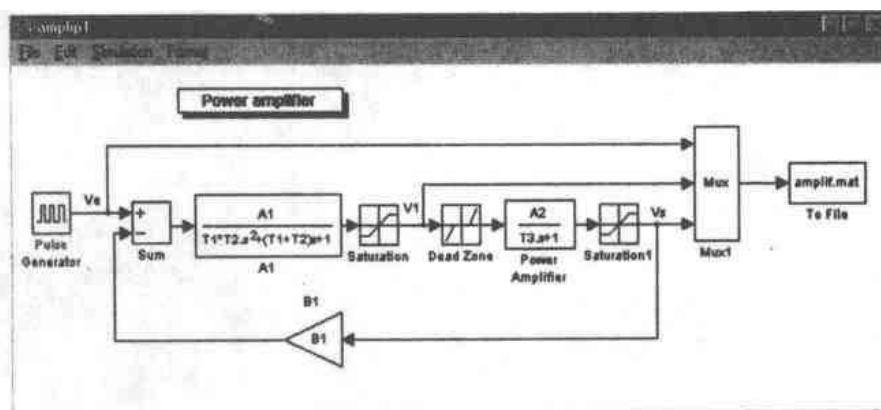 amphp1
File Edit Simulation Format
Power amplifier
Ve
+
−
Pulse
Generator
Sum
A1
T1*T2.s²+(T1+T2)s+1
A1
Saturation
V1
Dead Zone
A2
T3.s+1
Power
Amplifier
Vs
Saturation1
Mux
Mux1
amplif.mat
To File
B1
B1